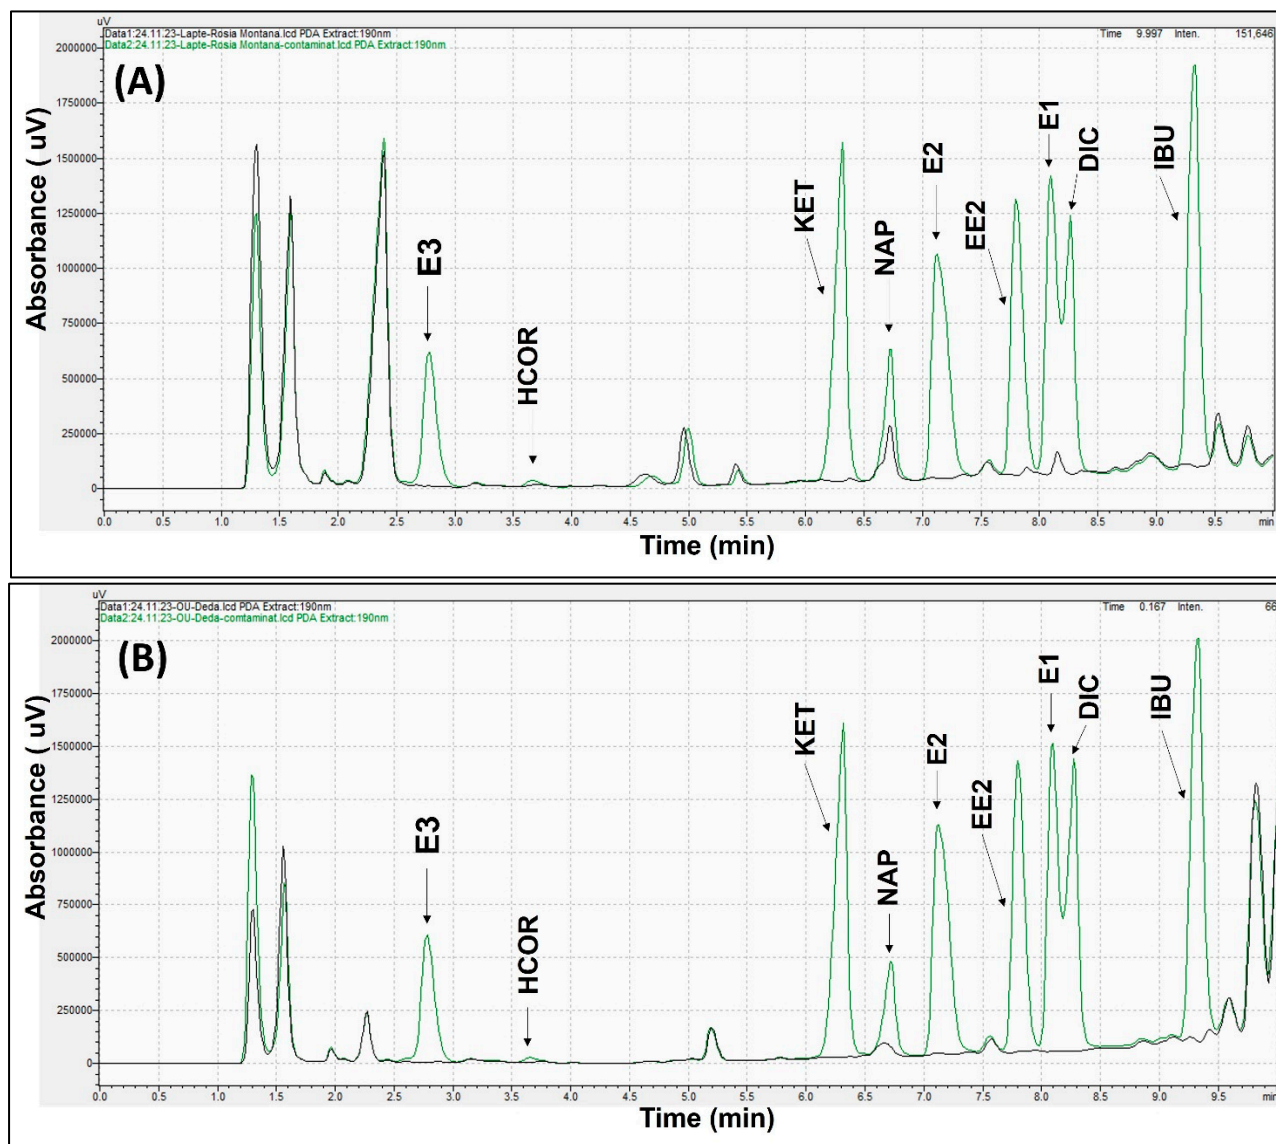 uV
Data1:24.11.23-Lapte-Rosia Montana.lcd PDA Extract:190nm
Data2:24.11.23-Lapte-Rosia Montana-contaminat.lcd PDA Extract:190nm
Time 9.997 Inten. 151,646
(A)
Absorbance ( uV)
2000000
1750000
1500000
1250000
1000000
750000
500000
250000
0
E3
HCOR
KET
NAP
E2
EE2
E1
DIC
IBU
0.0 0.5 1.0 1.5 2.0 2.5 3.0 3.5 4.0 4.5 5.0 5.5 6.0 6.5 7.0 7.5 8.0 8.5 9.0 9.5 min
Time (min)
uV
Data1:24.11.23-OU-Deda.lcd PDA Extract:190nm
Data2:24.11.23-OU-Deda-comtaminat.lcd PDA Extract:190nm
Time 0.167 Inten. 66
(B)
Absorbance ( uV)
2000000
1750000
1500000
1250000
1000000
750000
500000
250000
0
E3
HCOR
KET
NAP
E2
EE2
E1
DIC
IBU
0.0 0.5 1.0 1.5 2.0 2.5 3.0 3.5 4.0 4.5 5.0 5.5 6.0 6.5 7.0 7.5 8.0 8.5 9.0 9.5 min
Time (min)